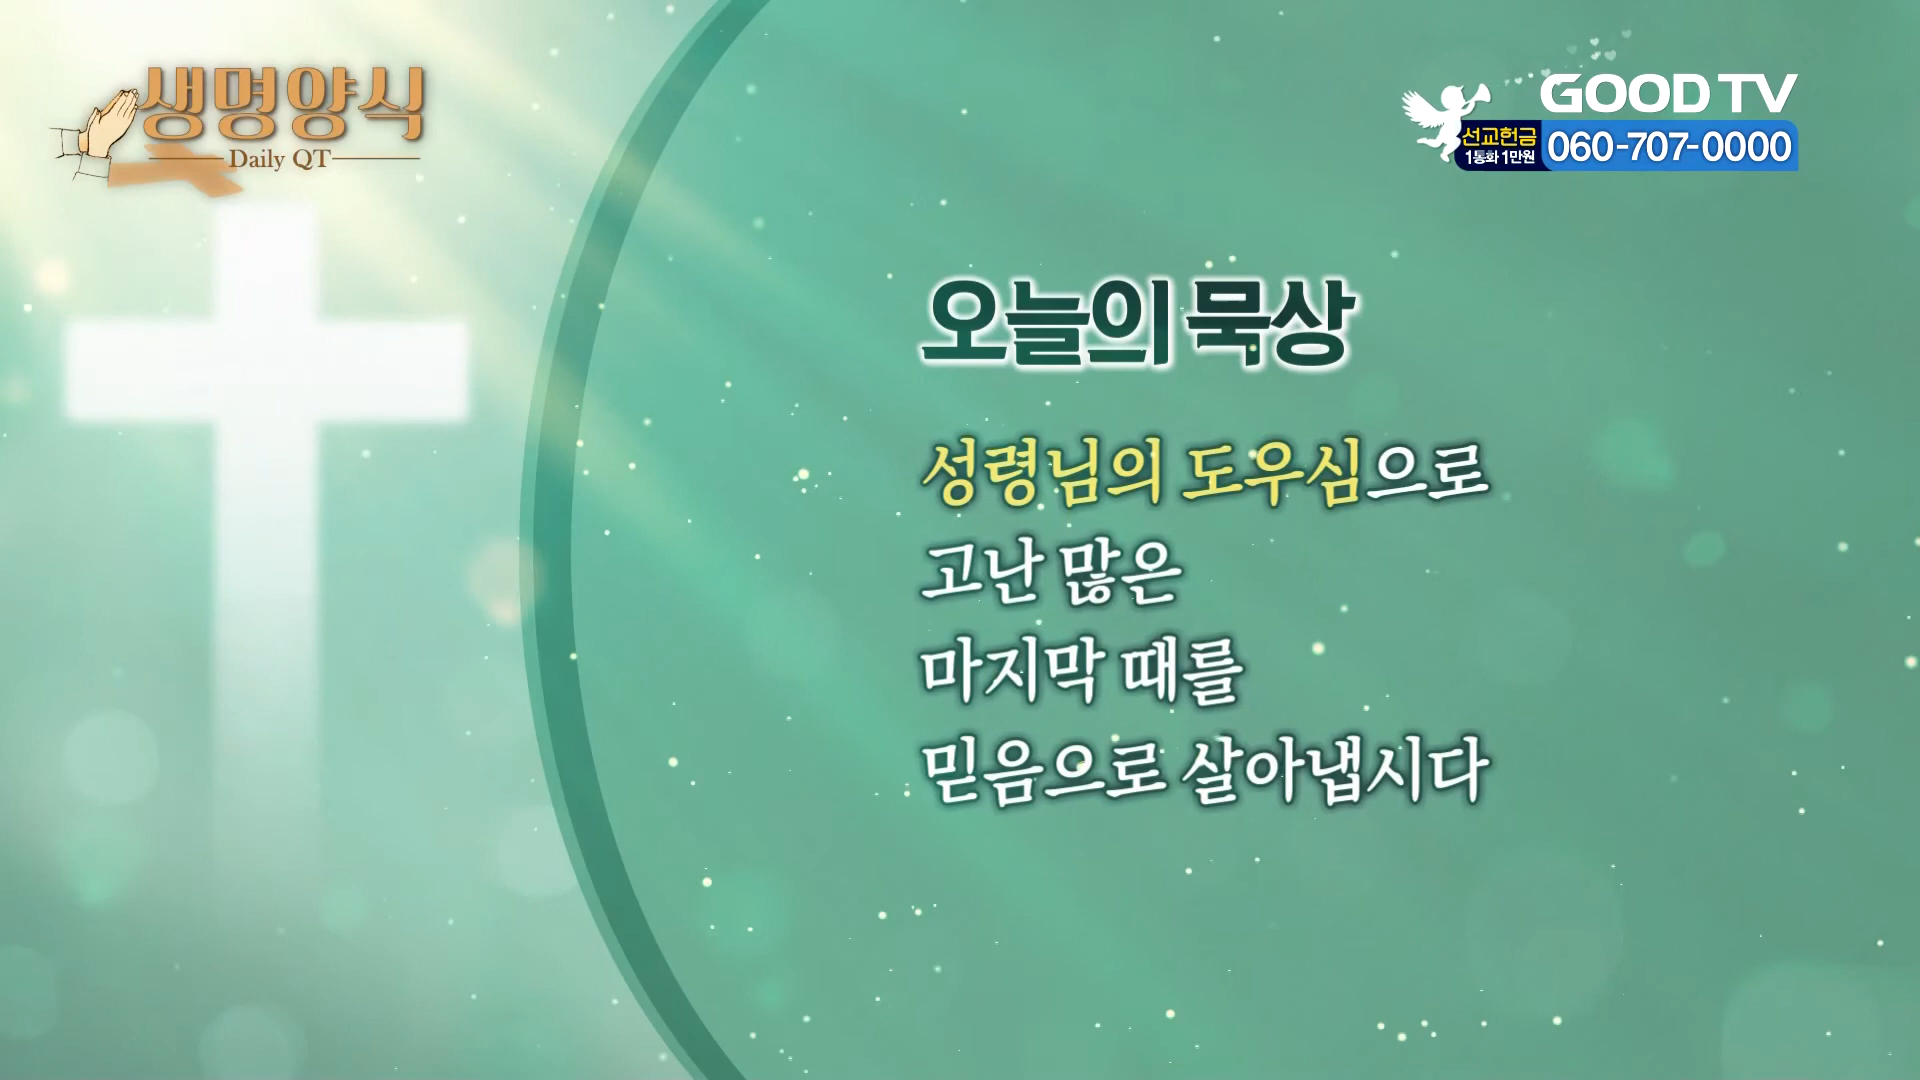 생명양식
Daily QT
GOOD TV
선교헌금
1통화 1만원
060-707-0000
오늘의 묵상
성령님의 도우심으로
고난 많은
마지막 때를
믿음으로 살아냅시다